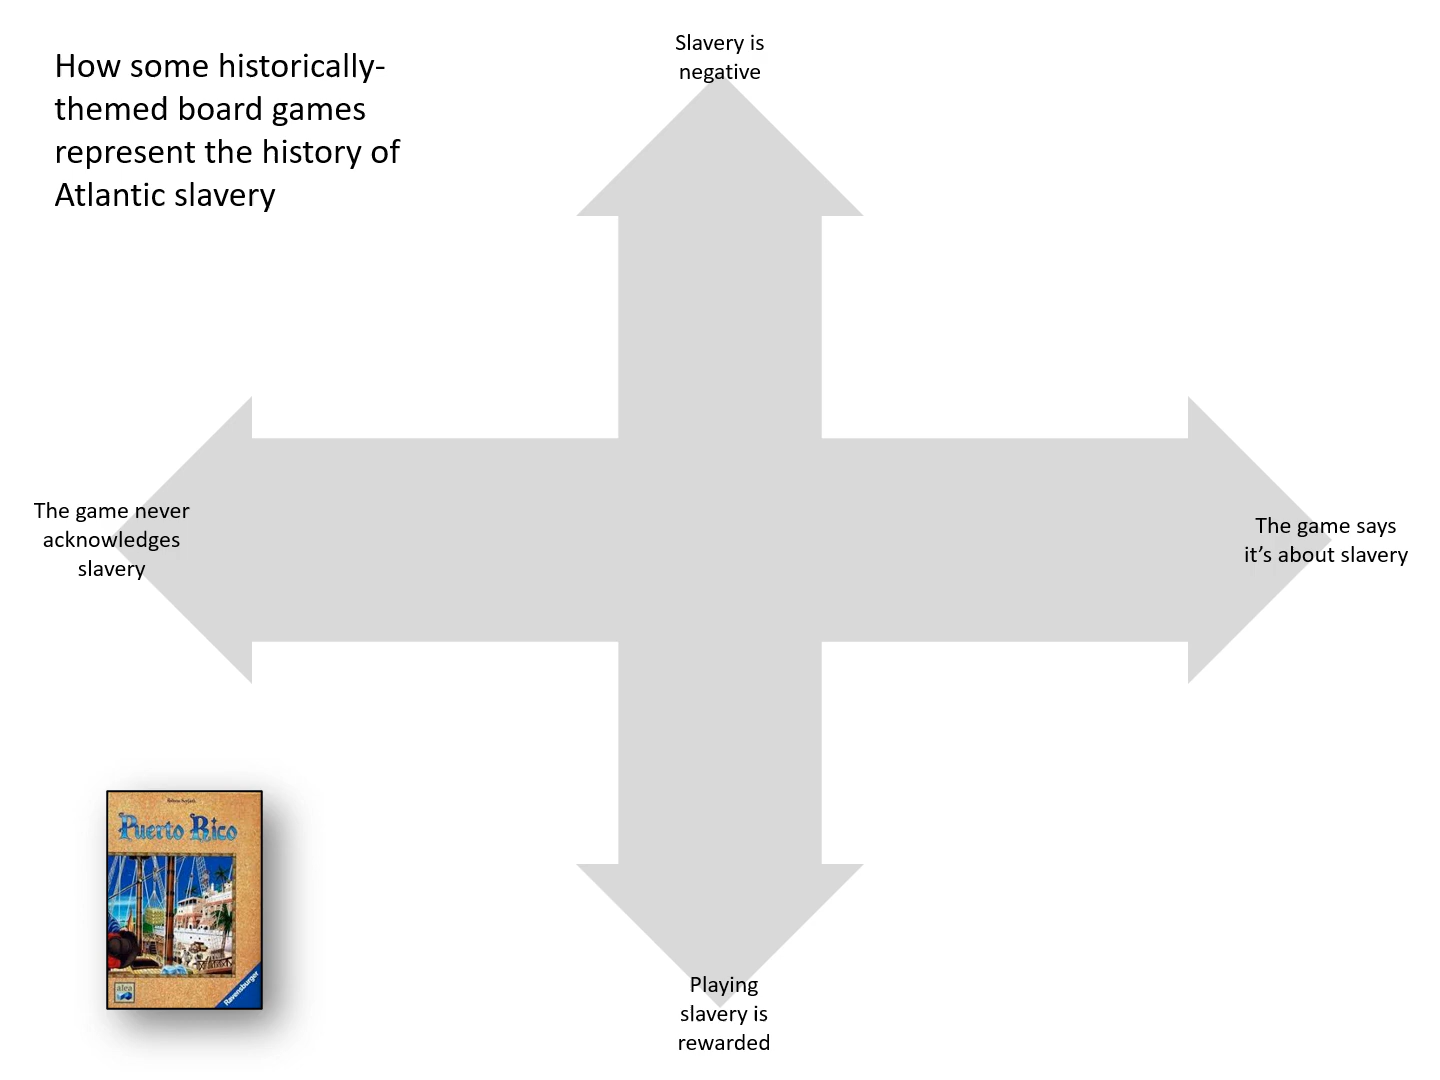 How some historically-
themed board games
represent the history of
Atlantic slavery
Slavery is
negative
The game never
acknowledges
slavery
The game says
it’s about slavery
Playing
slavery is
rewarded
Puerto Rico
alea
Ravensburger